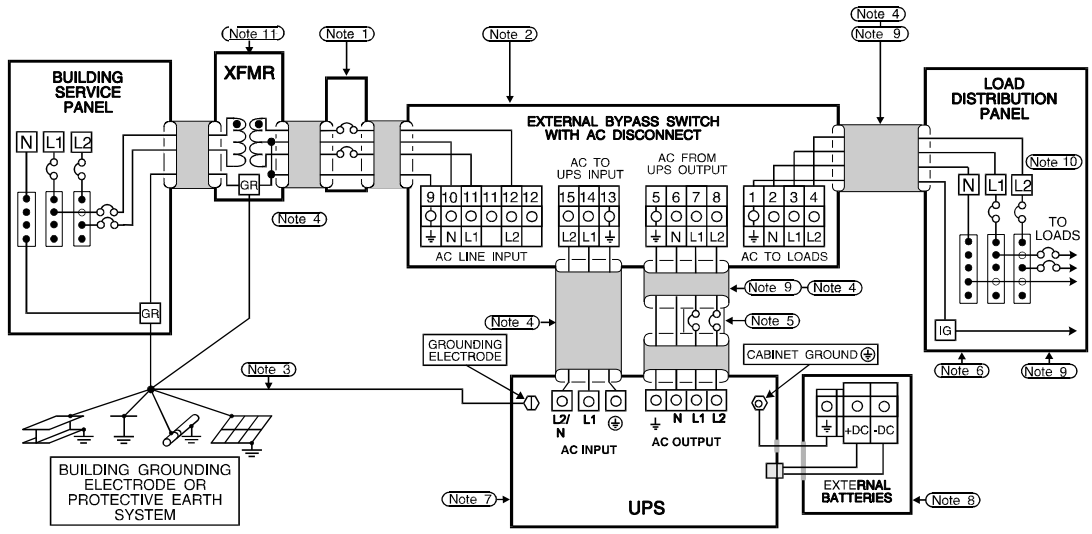 Note 11
Note 1
Note 2
Note 4
Note 9
BUILDING
SERVICE
PANEL
N L1 L2
GR
XFMR
GR
Note 4
EXTERNAL BYPASS SWITCH
WITH AC DISCONNECT
AC TO
UPS INPUT
AC FROM
UPS OUTPUT
9 10 11 11 12 12
N L1 L2
AC LINE INPUT
15 14 13
L2 L1
5 6 7 8
N L1 L2
1 2 3 4
N L1 L2
AC TO LOADS
LOAD
DISTRIBUTION
PANEL
Note 10
N L1 L2
TO
LOADS
IG
Note 6
Note 9
Note 9
Note 4
Note 4
Note 5
GROUNDING
ELECTRODE
CABINET GROUND
Note 3
L2/
N
L1
AC INPUT
N L1 L2
AC OUTPUT
UPS
Note 7
+DC -DC
EXTERNAL
BATTERIES
Note 8
BUILDING GROUNDING
ELECTRODE OR
PROTECTIVE EARTH
SYSTEM